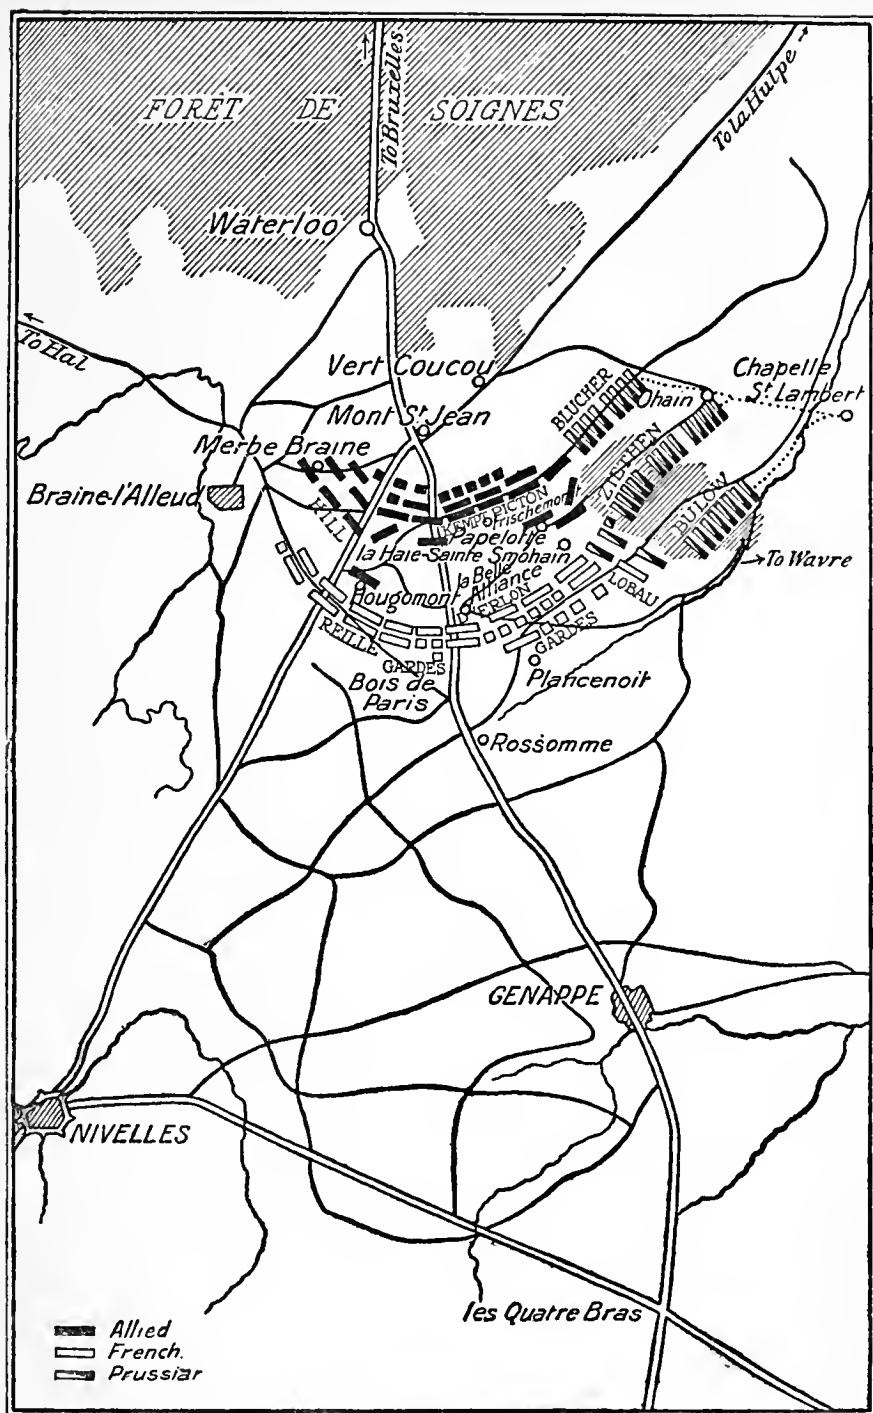 FORÊT DE SOIGNES
To Bruxelles
To la Hulpe
Waterloo
To Hal
Vert Coucou
Chapelle
St. Lambert
Ohain
BLUCHER
Mont St. Jean
Merbe Braine
ZIETHEN
Braine-l'Alleud
HILL
KEMPT
PICTON
Frischemont
BULOW
Papelotte
la Haie-Sainte
Smohain
To Wavre
la Belle
Alliance
Hougomont
D'ERLON
LOBAU
REILLE
GARDES
GARDES
Bois de
Paris
Plancenoit
Rossomme
GENAPPE
NIVELLES
les Quatre Bras
Allied
French.
Prussiar